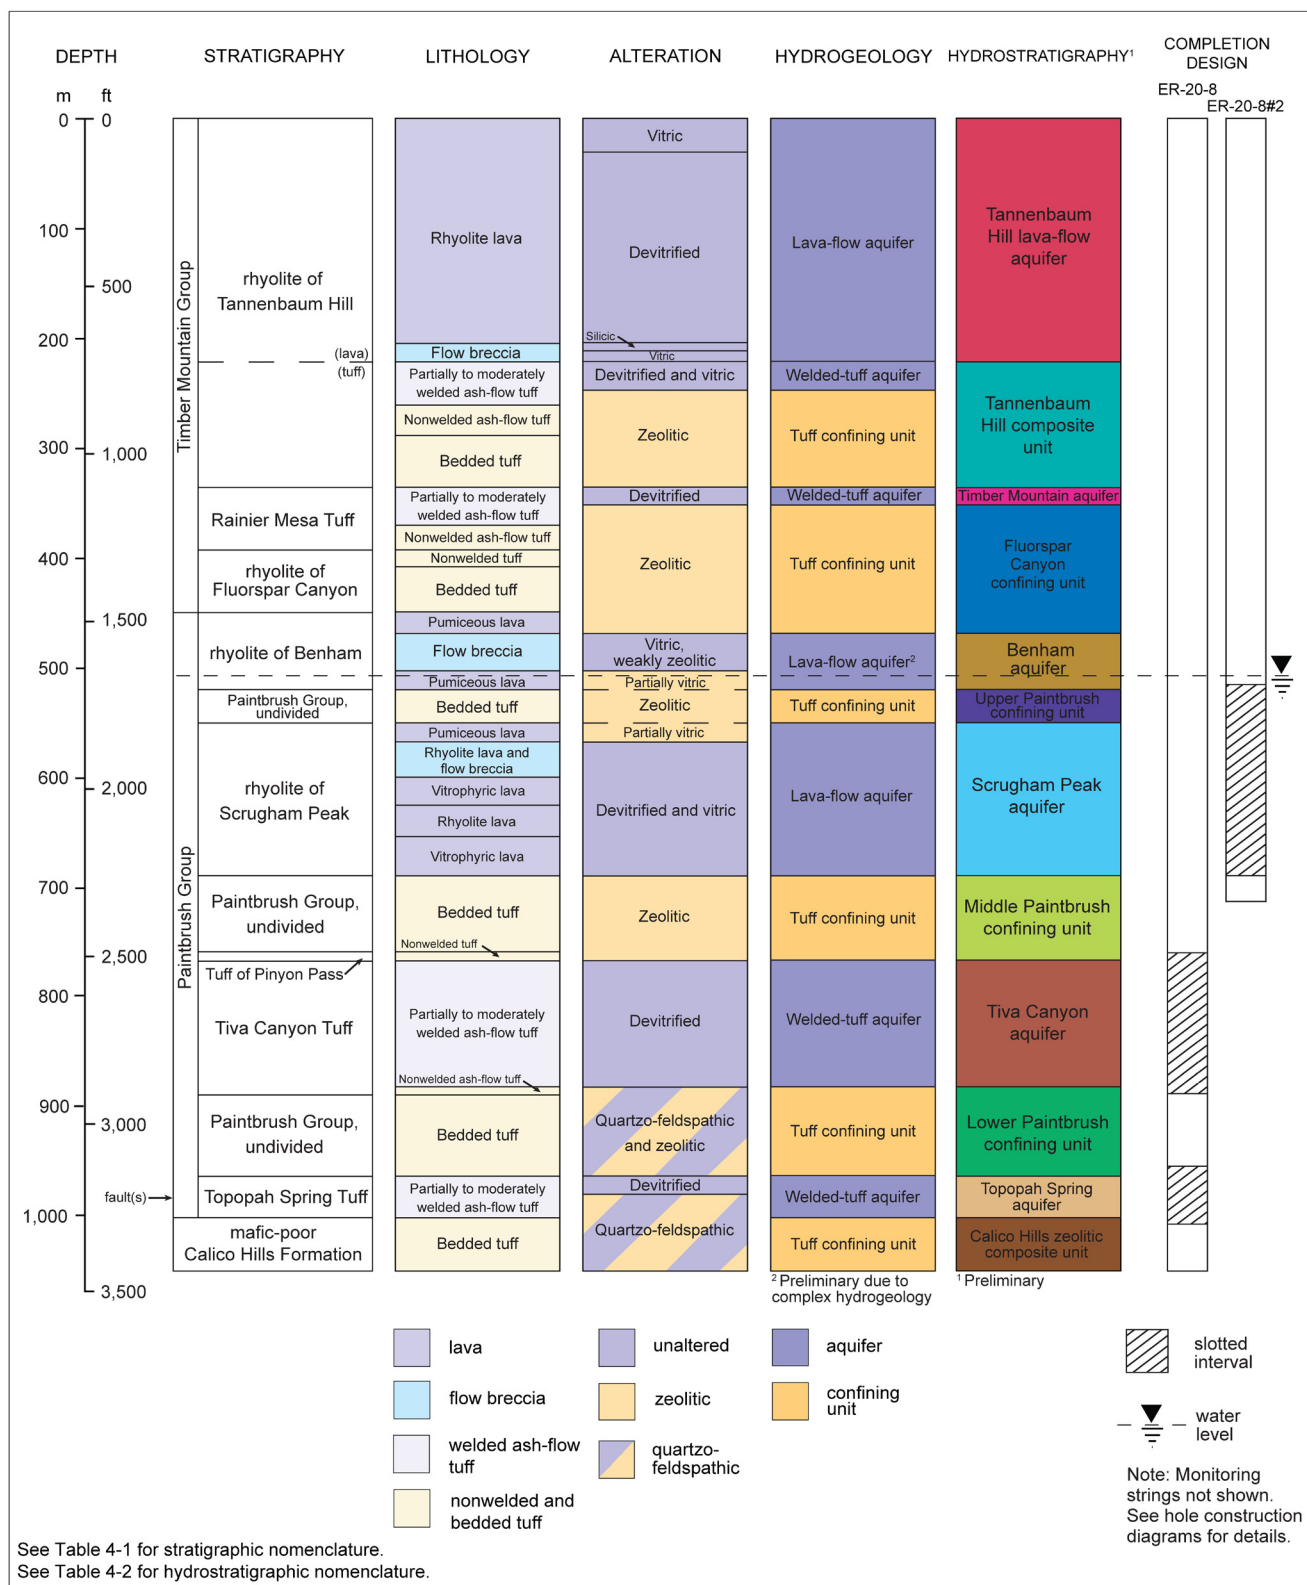 DEPTH
STRATIGRAPHY
LITHOLOGY
ALTERATION
HYDROGEOLOGY
HYDROSTRATIGRAPHY¹
COMPLETION
DESIGN
m
ft
ER-20-8
ER-20-8#2
0
100
200
300
400
500
600
700
800
900
1,000
0
500
1,000
1,500
2,000
2,500
3,000
3,500
fault(s)
Timber Mountain Group
Paintbrush Group
rhyolite of
Tannenbaum Hill
(lava)
(tuff)
Rainier Mesa Tuff
rhyolite of
Fluorspar Canyon
rhyolite of Benham
Paintbrush Group,
undivided
rhyolite of
Scrugham Peak
Paintbrush Group,
undivided
Tuff of Pinyon Pass
Tiva Canyon Tuff
Paintbrush Group,
undivided
Topopah Spring Tuff
mafic-poor
Calico Hills Formation
Rhyolite lava
Flow breccia
Partially to moderately
welded ash-flow tuff
Nonwelded ash-flow tuff
Bedded tuff
Partially to moderately
welded ash-flow tuff
Nonwelded ash-flow tuff
Nonwelded tuff
Bedded tuff
Pumiceous lava
Flow breccia
Pumiceous lava
Bedded tuff
Pumiceous lava
Rhyolite lava and
flow breccia
Vitrophyric lava
Rhyolite lava
Vitrophyric lava
Bedded tuff
Nonwelded tuff
Partially to moderately
welded ash-flow tuff
Nonwelded ash-flow tuff
Bedded tuff
Partially to moderately
welded ash-flow tuff
Bedded tuff
Vitric
Devitrified
Silicic
Vitric
Devitrified and vitric
Zeolitic
Devitrified
Zeolitic
Vitric,
weakly zeolitic
Partially vitric
Zeolitic
Partially vitric
Devitrified and vitric
Zeolitic
Devitrified
Quartzo-feldspathic
and zeolitic
Devitrified
Quartzo-feldspathic
Lava-flow aquifer
Welded-tuff aquifer
Tuff confining unit
Welded-tuff aquifer
Tuff confining unit
Lava-flow aquifer²
Tuff confining unit
Lava-flow aquifer
Tuff confining unit
Welded-tuff aquifer
Tuff confining unit
Welded-tuff aquifer
Tuff confining unit
² Preliminary due to
complex hydrogeology
Tannenbaum
Hill lava-flow
aquifer
Tannenbaum
Hill composite
unit
Timber Mountain aquifer
Fluorspar
Canyon
confining unit
Benham
aquifer
Upper Paintbrush
confining unit
Scrugham Peak
aquifer
Middle Paintbrush
confining unit
Tiva Canyon
aquifer
Lower Paintbrush
confining unit
Topopah Spring
aquifer
Calico Hills zeolitic
composite unit
¹ Preliminary
lava
flow breccia
welded ash-flow
tuff
nonwelded and
bedded tuff
unaltered
zeolitic
quartzo-
feldspathic
aquifer
confining
unit
slotted
interval
water
level
Note: Monitoring
strings not shown.
See hole construction
diagrams for details.
See Table 4-1 for stratigraphic nomenclature.
See Table 4-2 for hydrostratigraphic nomenclature.